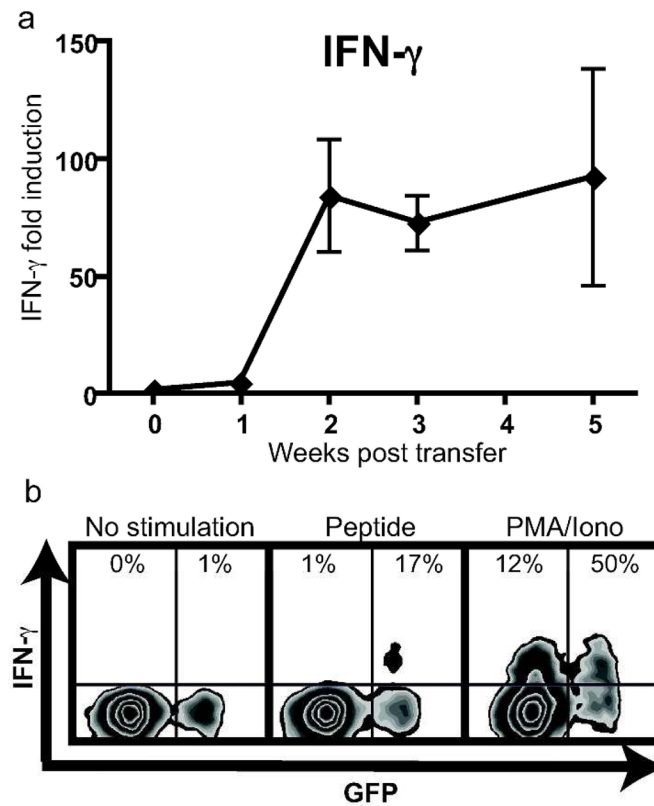 a
IFN-γ
150
100
50
0
IFN-γ fold induction
0 1 2 3 4 5
Weeks post transfer
b
No stimulation Peptide PMA/Iono
0% 1% 1% 17% 12% 50%
IFN-γ
GFP